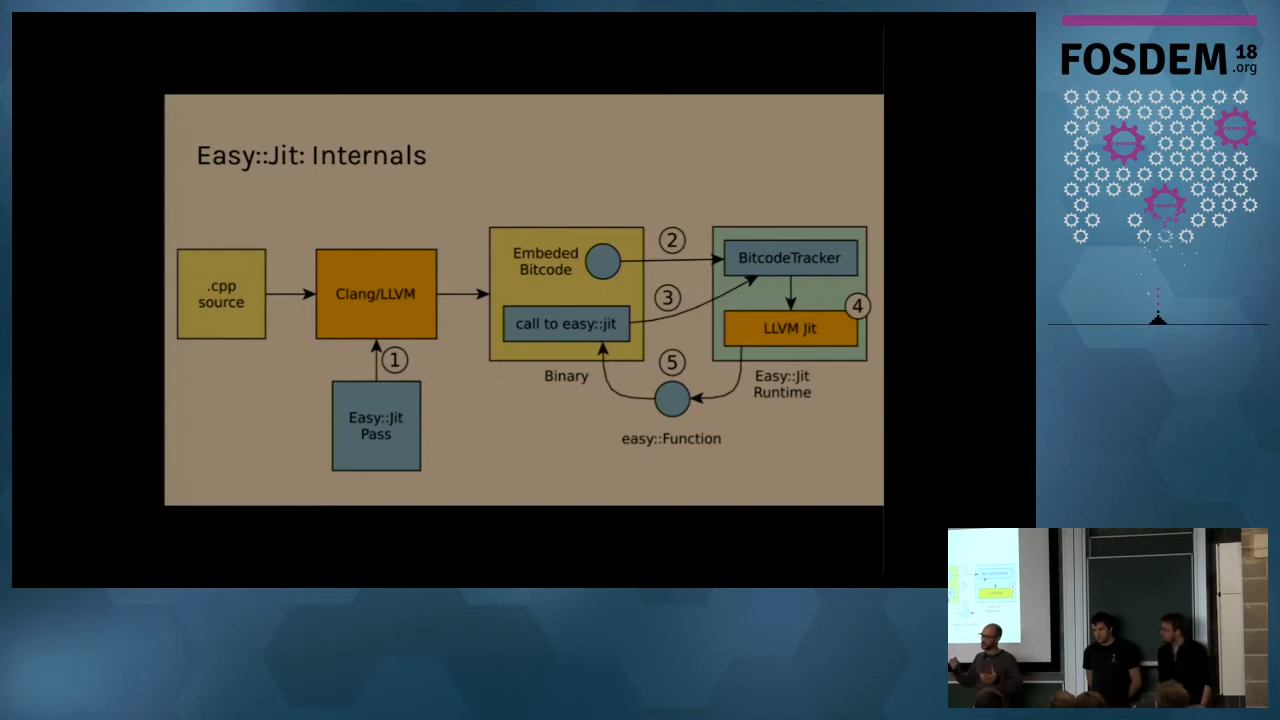 Easy::Jit: Internals
.cpp
source
Clang/LLVM
1
Easy::Jit
Pass
Embeded
Bitcode
call to easy::jit
Binary
2
3
BitcodeTracker
LLVM Jit
4
Easy::Jit
Runtime
5
easy::Function
FOSDEM 18
.org